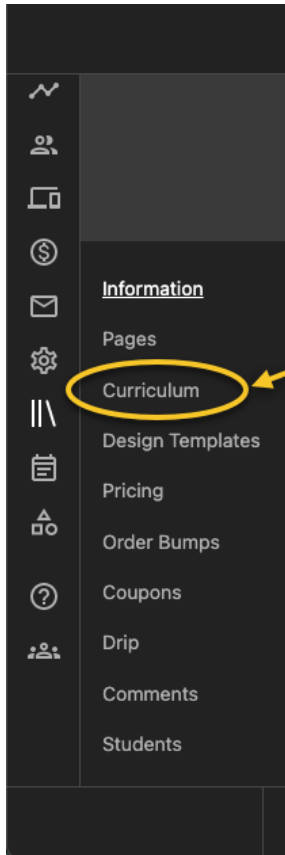 Information
Pages
Curriculum
Design Templates
Pricing
Order Bumps
Coupons
Drip
Comments
Students